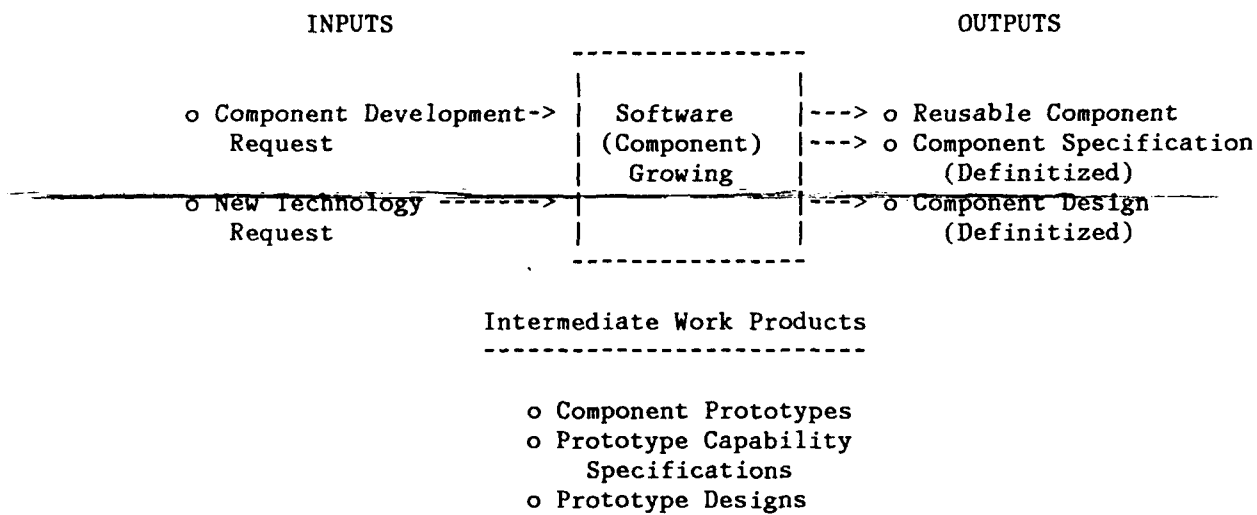 INPUTS OUTPUTS
o Component Development-> Software ---> o Reusable Component
Request (Component) ---> o Component Specification
Growing (Definitized)
o New Technology -------> ---> o Component Design
Request (Definitized)
Intermediate Work Products
o Component Prototypes
o Prototype Capability
Specifications
o Prototype Designs